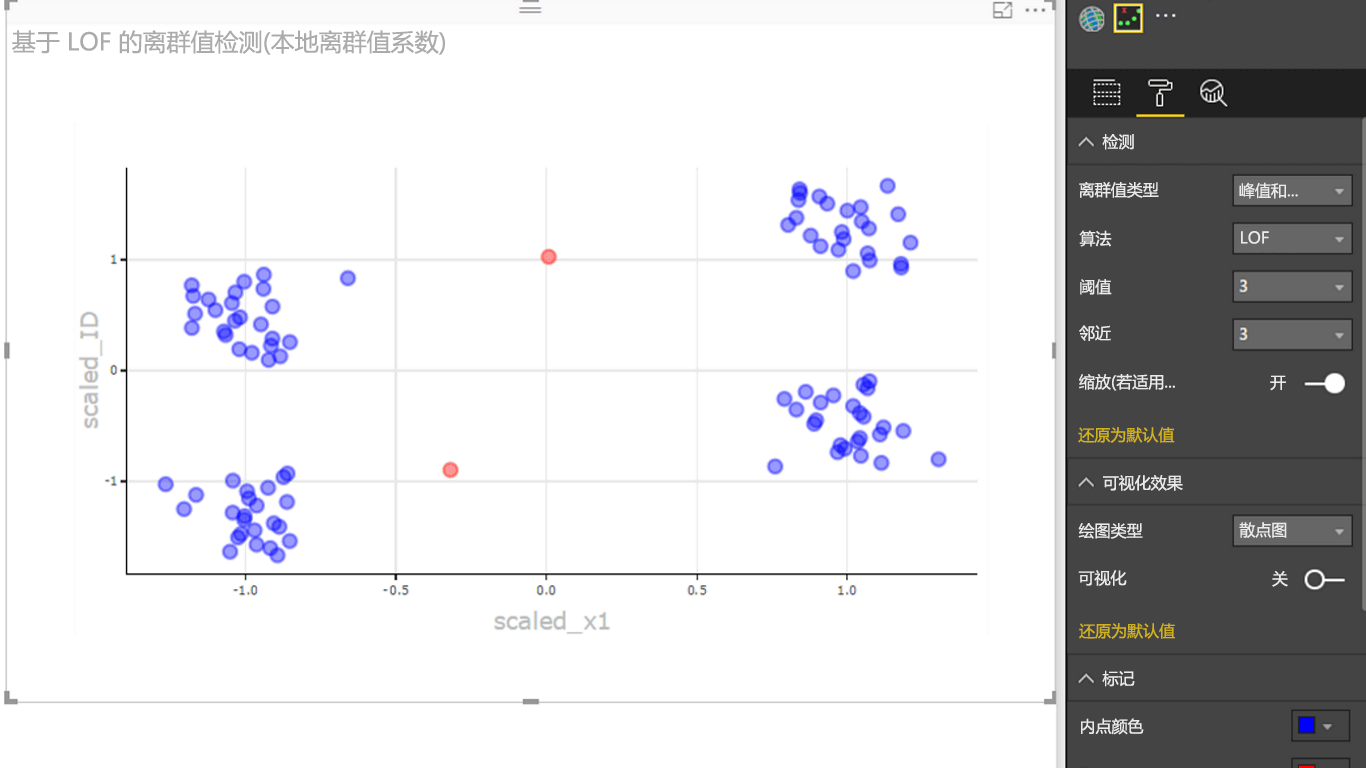 基于 LOF 的离群值检测(本地离群值系数)
1
0
-1
scaled_ID
-1.0
-0.5
0.0
0.5
1.0
scaled_x1
检测
离群值类型
峰值和...
算法
LOF
阈值
3
邻近
3
缩放(若适用...
开
还原为默认值
可视化效果
绘图类型
散点图
可视化
关
还原为默认值
标记
内点颜色